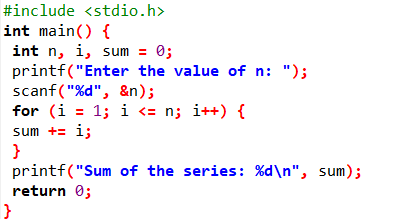 #include <stdio.h>
int main() {
 int n, i, sum = 0;
 printf("Enter the value of n: ");
 scanf("%d", &n);
 for (i = 1; i <= n; i++) {
 sum += i;
 }
 printf("Sum of the series: %d\n", sum);
 return 0;
}